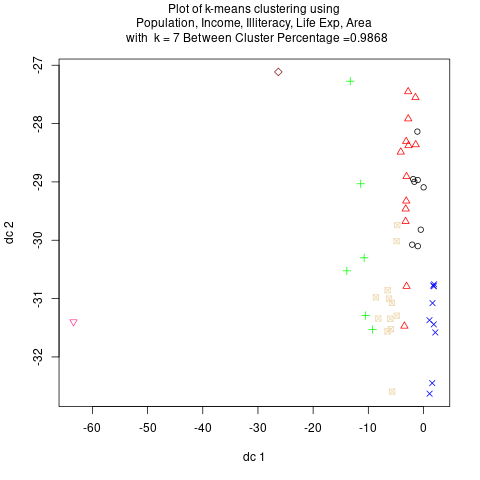 Plot of k-means clustering using
Population, Income, Illiteracy, Life Exp, Area
with  k = 7 Between Cluster Percentage =0.9868
-27
-28
-29
-30
-31
-32
dc 2
-60
-50
-40
-30
-20
-10
0
dc 1